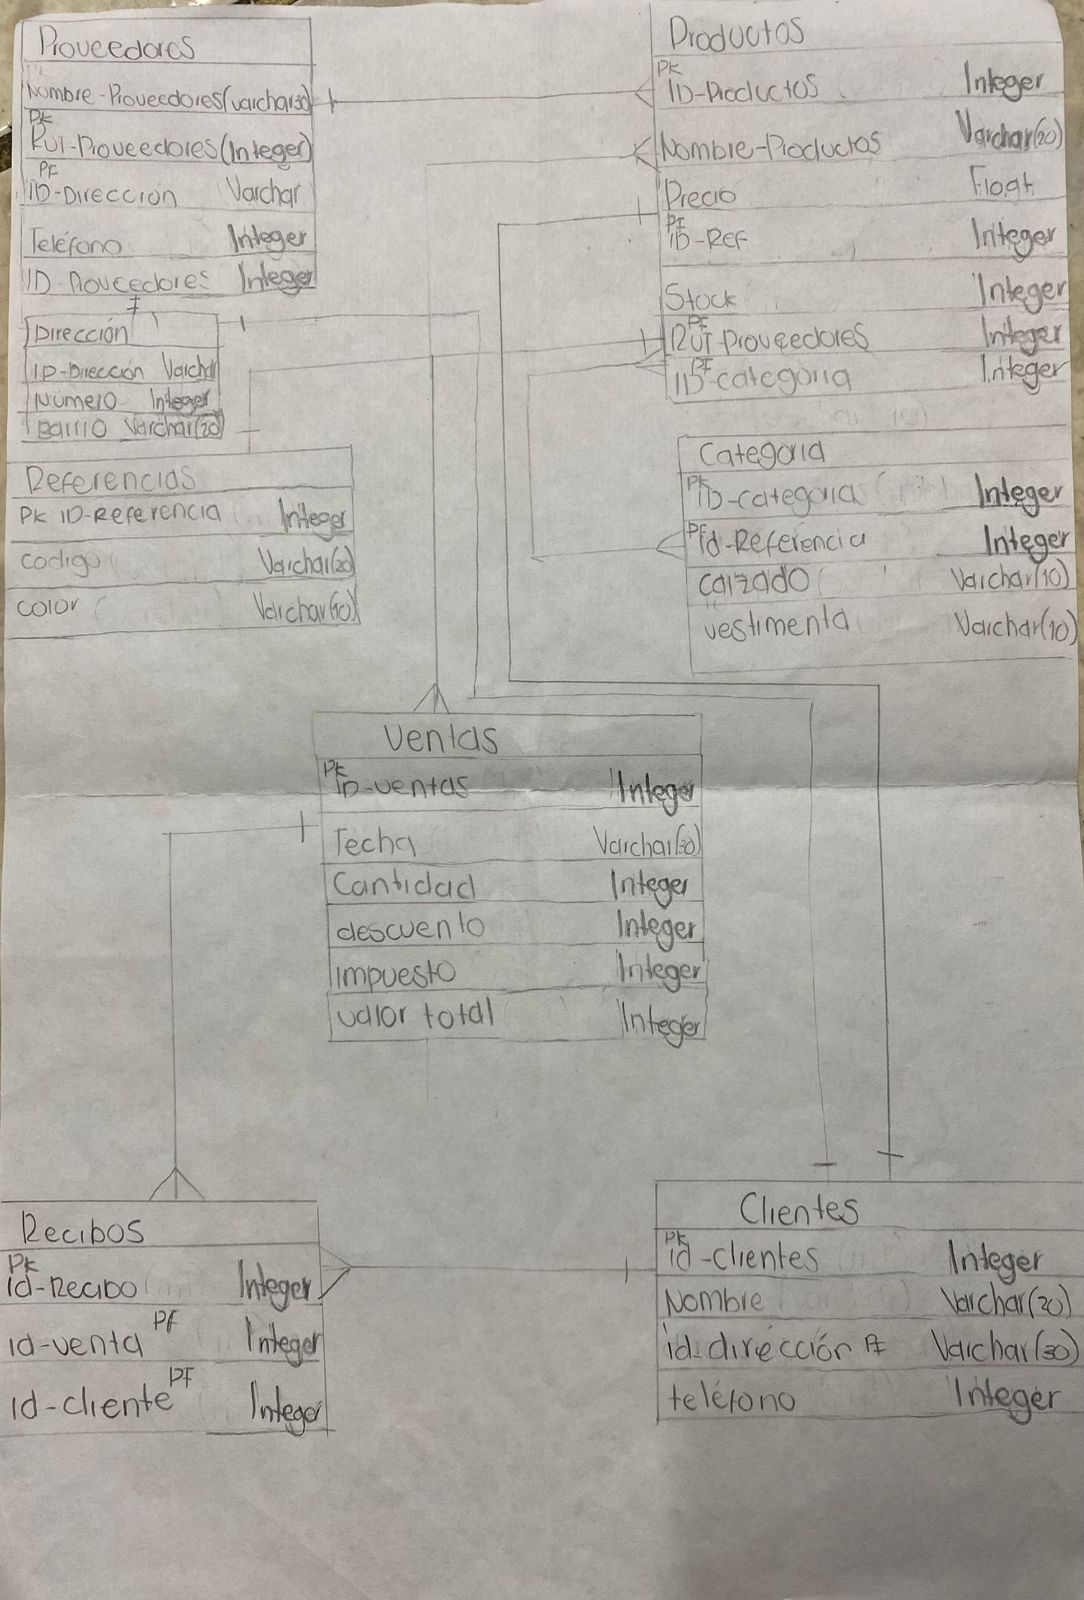 Proveedores
Nombre-Proveedores(varchar30)
PK
RUT-Proveedores(Integer)
PF
ID-Dirección Varchar
Teléfono Integer
ID-Proveedores Integer
Dirección
ID-Dirección Varchar
Número Integer
Barrio Varchar(20)
Referencias
PK ID-Referencia Integer
codigo Varchar(20)
color Varchar(10)
Productos
PK
ID-Productos Integer
Nombre-Productos Varchar(20)
Precio Float
PF
ID-Ref Integer
Stock Integer
PF
RUT-Proveedores Integer
PF
ID-categoria Integer
Categoria
PK
ID-categorias Integer
PF
id-Referencia Integer
calzado Varchar(10)
vestimenta Varchar(10)
Ventas
PK
ID-ventas Integer
Fecha Varchar(30)
Cantidad Integer
descuento Integer
impuesto Integer
valor total Integer
Recibos
PK
id-Recibo Integer
id-venta PF Integer
id-cliente PF Integer
Clientes
PK
id-clientes Integer
Nombre Varchar(20)
id-dirección PF Varchar(30)
teléfono Integer